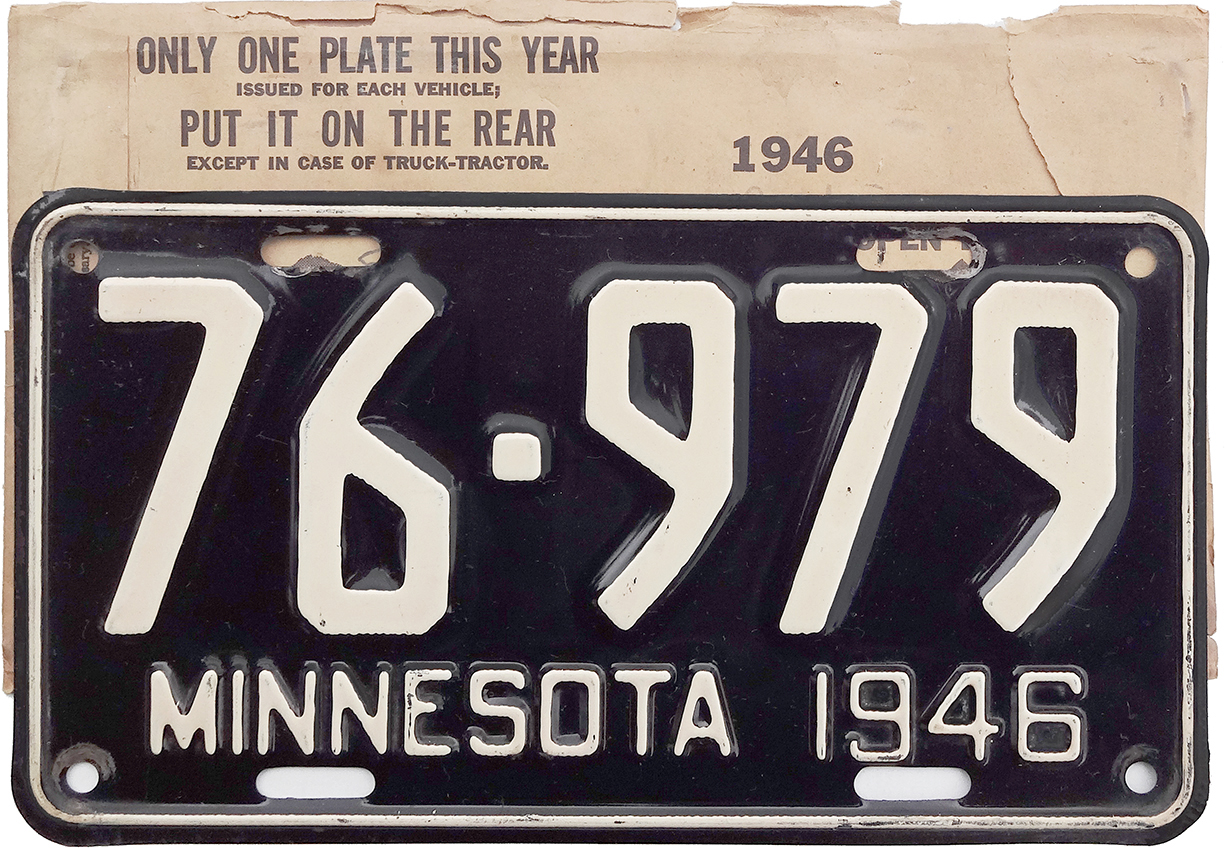 ONLY ONE PLATE THIS YEAR
ISSUED FOR EACH VEHICLE;
PUT IT ON THE REAR
EXCEPT IN CASE OF TRUCK-TRACTOR.
1946
OPEN
76·979
MINNESOTA 1946